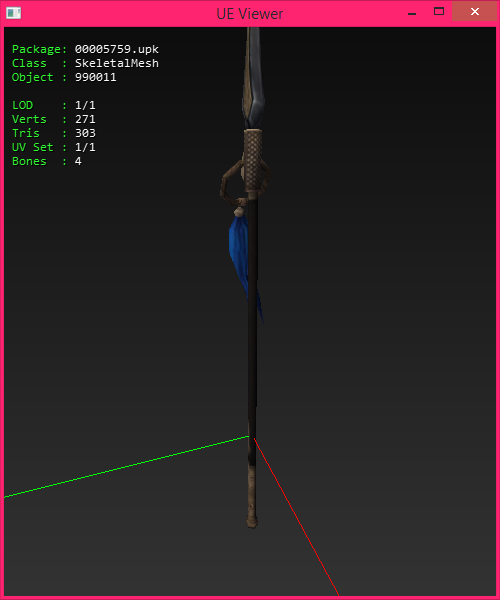 UE Viewer
Package: 00005759.upk
Class : SkeletalMesh
Object : 990011
LOD : 1/1
Verts : 271
Tris : 303
UV Set : 1/1
Bones : 4